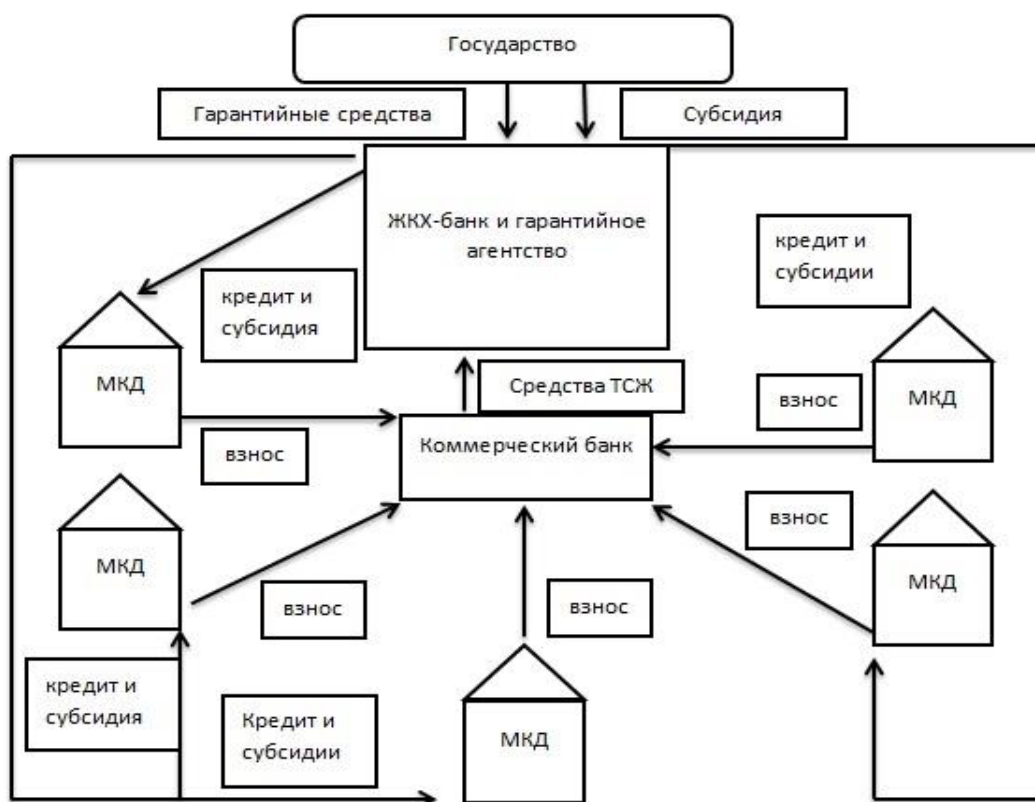 Государство
Гарантийные средства
Субсидия
ЖКХ-банк и гарантийное
агентство
кредит и
субсидии
кредит и
субсидия
МКД
Средства ТСЖ
МКД
взнос
взнос
Коммерческий банк
взнос
МКД
МКД
взнос
взнос
кредит и
субсидия
Кредит и
субсидии
МКД